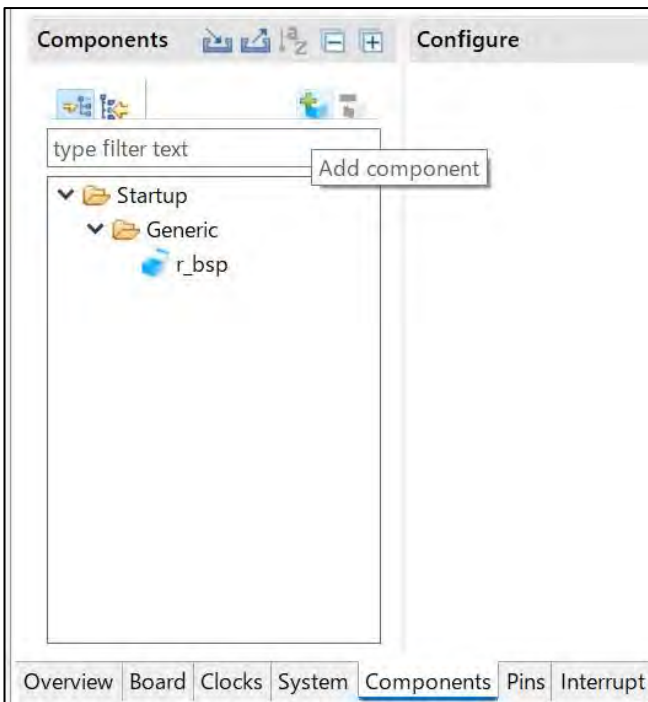 Components Configure
type filter text
Add component
Startup
Generic
r_bsp
Overview Board Clocks System Components Pins Interrupt